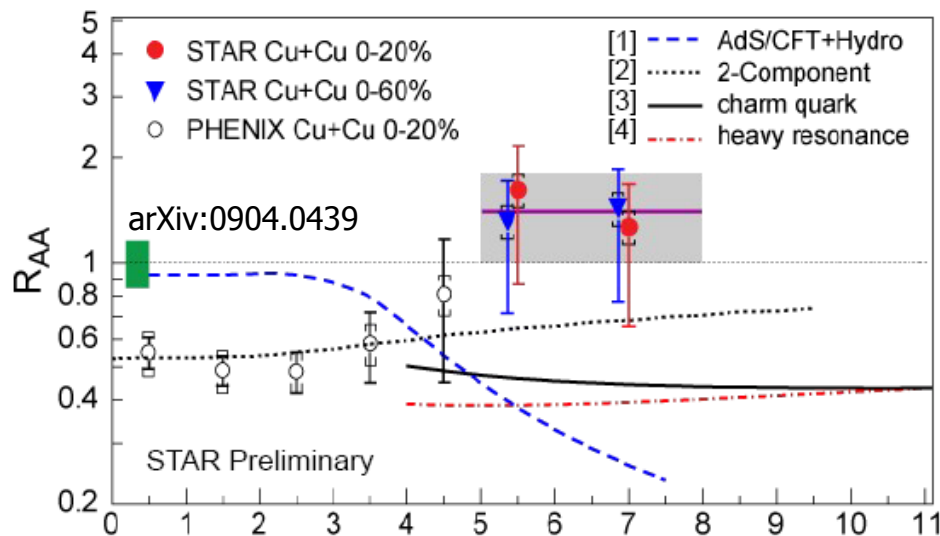 5
4
3
2
1
0.8
0.6
0.4
0.2
R_AA
STAR Cu+Cu 0-20%
STAR Cu+Cu 0-60%
PHENIX Cu+Cu 0-20%
[1] AdS/CFT+Hydro
[2] 2-Component
[3] charm quark
[4] heavy resonance
arXiv:0904.0439
STAR Preliminary
0 1 2 3 4 5 6 7 8 9 10 11